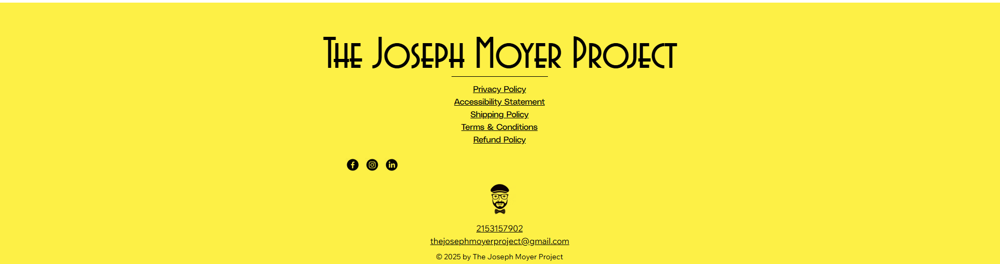 The Joseph Moyer Project
Privacy Policy
Accessibility Statement
Shipping Policy
Terms & Conditions
Refund Policy
f in
2153157902
thejosephmoyerproject@gmail.com
© 2025 by The Joseph Moyer Project